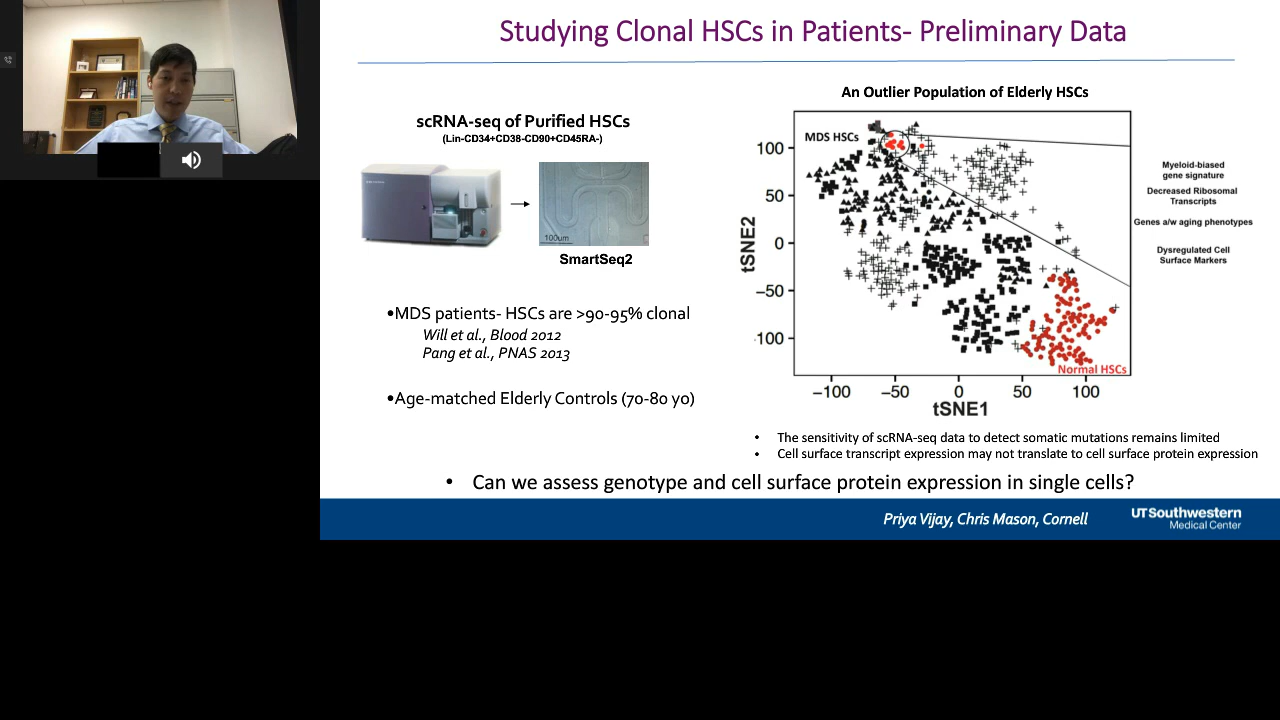 Studying Clonal HSCs in Patients- Preliminary Data
scRNA-seq of Purified HSCs
(Lin-CD34+CD38-CD90+CD45RA-)
100um
SmartSeq2
•MDS patients- HSCs are >90-95% clonal
Will et al., Blood 2012
Pang et al., PNAS 2013
•Age-matched Elderly Controls (70-80 yo)
An Outlier Population of Elderly HSCs
MDS HSCs
100
50
0
−50
100
tSNE2
Normal HSCs
−100 −50 0 50 100
tSNE1
Myeloid-biased
gene signature
Decreased Ribosomal
Transcripts
Genes a/w aging phenotypes
Dysregulated Cell
Surface Markers
• The sensitivity of scRNA-seq data to detect somatic mutations remains limited
• Cell surface transcript expression may not translate to cell surface protein expression
• Can we assess genotype and cell surface protein expression in single cells?
Priya Vijay, Chris Mason, Cornell
UTSouthwestern
Medical Center